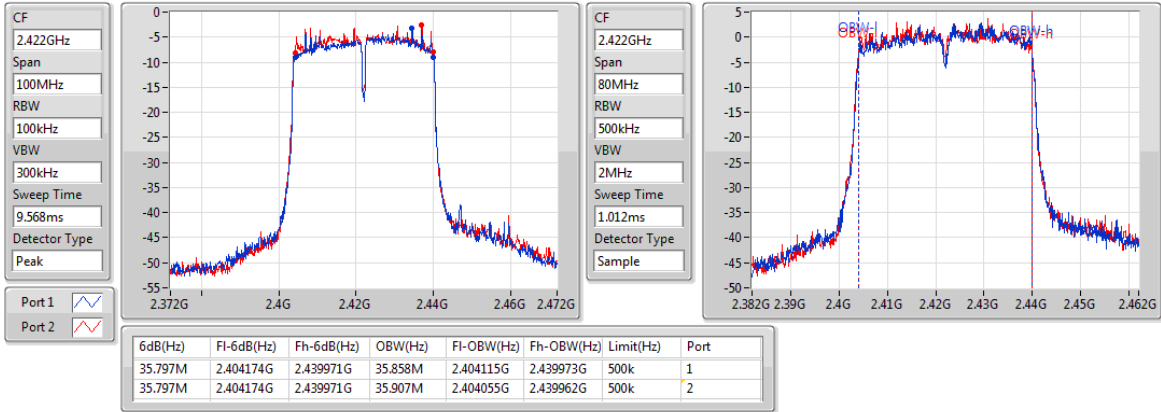 CF
2.422GHz
Span
100MHz
RBW
100kHz
VBW
300kHz
Sweep Time
9.568ms
Detector Type
Peak
Port 1
Port 2
0
-5
-10
-15
-20
-25
-30
-35
-40
-45
-50
-55
2.372G 2.4G 2.42G 2.44G 2.46G 2.472G
CF
2.422GHz
Span
80MHz
RBW
500kHz
VBW
2MHz
Sweep Time
1.012ms
Detector Type
Sample
5
0
-5
-10
-15
-20
-25
-30
-35
-40
-45
-50
OBW-l
OBW-h
2.382G 2.39G 2.4G 2.41G 2.42G 2.43G 2.44G 2.45G 2.462G
6dB(Hz) Fl-6dB(Hz) Fh-6dB(Hz) OBW(Hz) Fl-OBW(Hz) Fh-OBW(Hz) Limit(Hz) Port
35.797M 2.404174G 2.439971G 35.858M 2.404115G 2.439973G 500k 1
35.797M 2.404174G 2.439971G 35.907M 2.404055G 2.439962G 500k 2